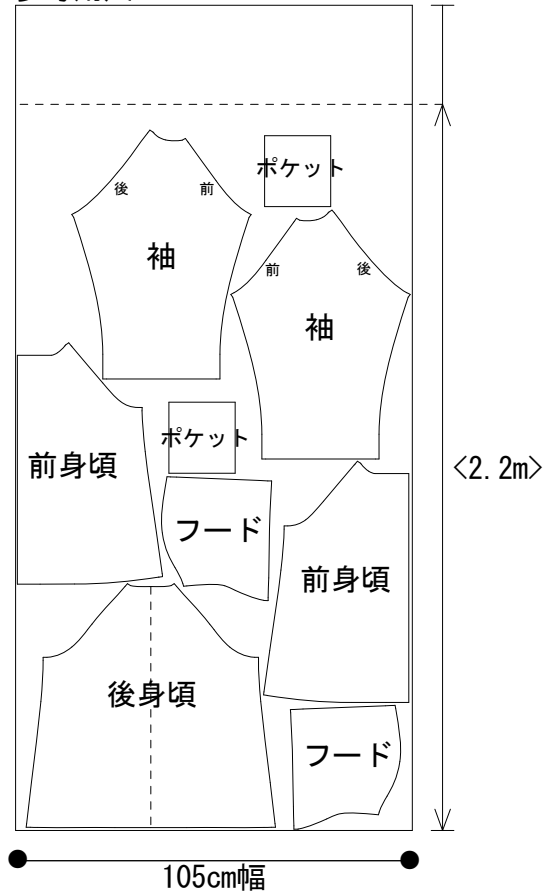 ポケット
後 前
袖
前 後
袖
ポケット
前身頃
<2.2m>
フード
前身頃
後身頃
フード
105cm幅